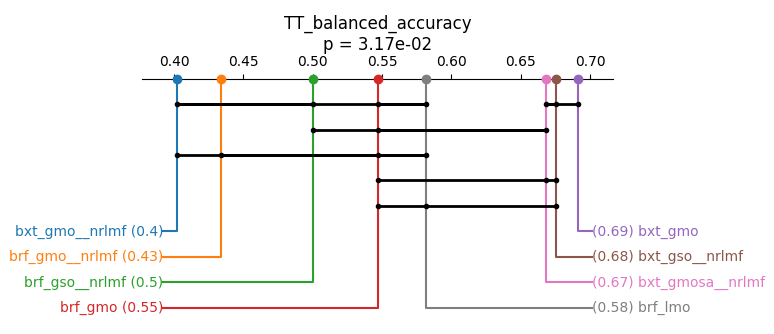 TT_balanced_accuracy
p = 3.17e-02
0.40 0.45 0.50 0.55 0.60 0.65 0.70
bxt_gmo__nrlmf (0.4) (0.69) bxt_gmo
brf_gmo__nrlmf (0.43) (0.68) bxt_gso__nrlmf
brf_gso__nrlmf (0.5) (0.67) bxt_gmosa__nrlmf
brf_gmo (0.55) (0.58) brf_lmo